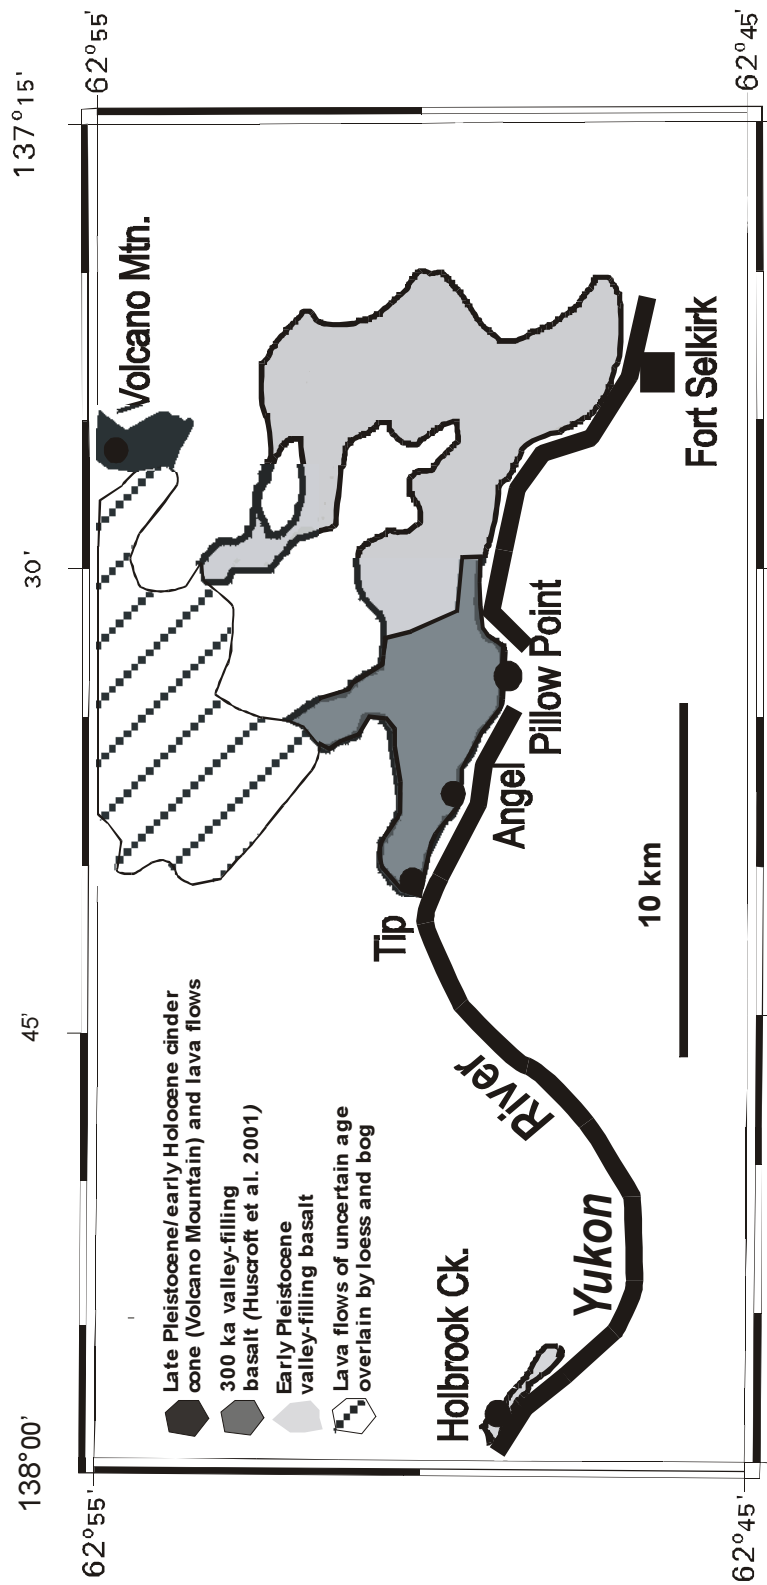 138°00'
45'
30'
137°15'
62°55'
62°55'
Volcano Mtn.
Late Pleistocene/early Holocene cinder
cone (Volcano Mountain) and lava flows
300 ka valley-filling
basalt (Huscroft et al. 2001)
Early Pleistocene
valley-filling basalt
Lava flows of uncertain age
overlain by loess and bog
Tip
Holbrook Ck.
River
Angel
Pillow Point
Yukon
10 km
Fort Selkirk
62°45'
62°45'